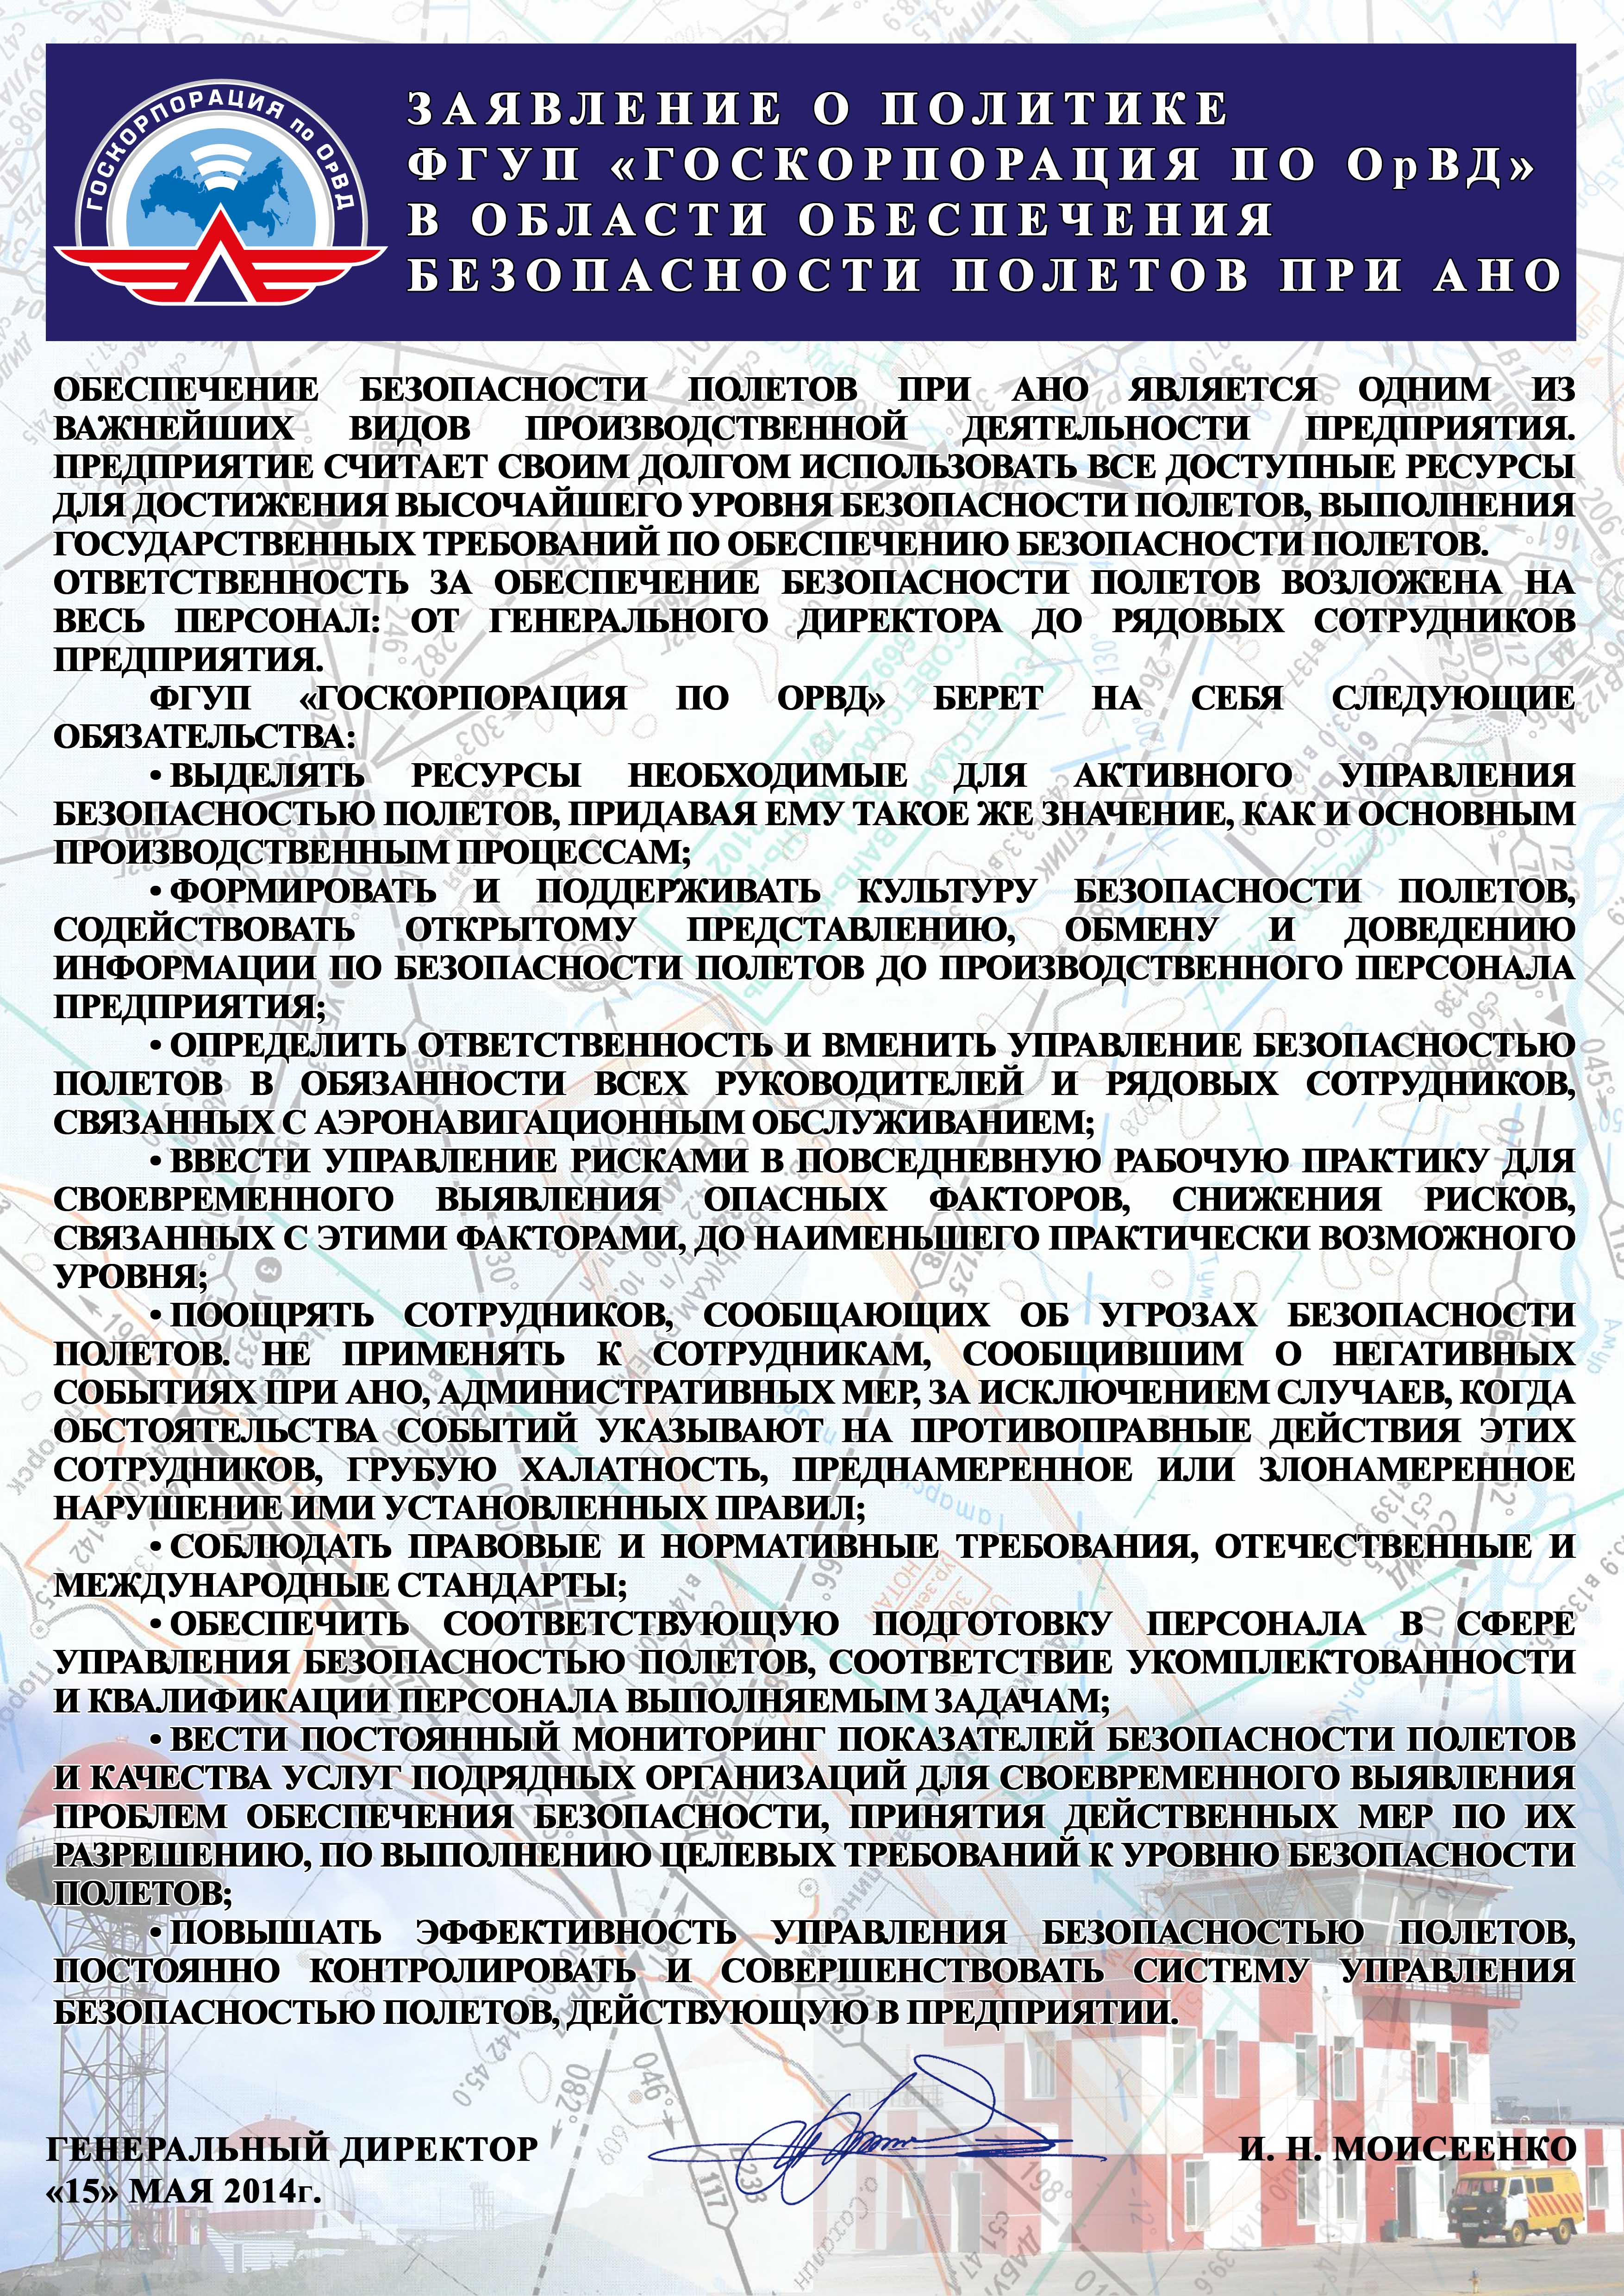 ГОСКОРПОРАЦИЯ по ОрВД
ЗАЯВЛЕНИЕ О ПОЛИТИКЕ
ФГУП «ГОСКОРПОРАЦИЯ ПО ОрВД»
В ОБЛАСТИ ОБЕСПЕЧЕНИЯ
БЕЗОПАСНОСТИ ПОЛЕТОВ ПРИ АНО
ОБЕСПЕЧЕНИЕ БЕЗОПАСНОСТИ ПОЛЕТОВ ПРИ АНО ЯВЛЯЕТСЯ ОДНИМ ИЗ
ВАЖНЕЙШИХ ВИДОВ ПРОИЗВОДСТВЕННОЙ ДЕЯТЕЛЬНОСТИ ПРЕДПРИЯТИЯ.
ПРЕДПРИЯТИЕ СЧИТАЕТ СВОИМ ДОЛГОМ ИСПОЛЬЗОВАТЬ ВСЕ ДОСТУПНЫЕ РЕСУРСЫ
ДЛЯ ДОСТИЖЕНИЯ ВЫСОЧАЙШЕГО УРОВНЯ БЕЗОПАСНОСТИ ПОЛЕТОВ, ВЫПОЛНЕНИЯ
ГОСУДАРСТВЕННЫХ ТРЕБОВАНИЙ ПО ОБЕСПЕЧЕНИЮ БЕЗОПАСНОСТИ ПОЛЕТОВ.
ОТВЕТСТВЕННОСТЬ ЗА ОБЕСПЕЧЕНИЕ БЕЗОПАСНОСТИ ПОЛЕТОВ ВОЗЛОЖЕНА НА
ВЕСЬ ПЕРСОНАЛ: ОТ ГЕНЕРАЛЬНОГО ДИРЕКТОРА ДО РЯДОВЫХ СОТРУДНИКОВ
ПРЕДПРИЯТИЯ.
ФГУП «ГОСКОРПОРАЦИЯ ПО ОРВД» БЕРЕТ НА СЕБЯ СЛЕДУЮЩИЕ
ОБЯЗАТЕЛЬСТВА:
• ВЫДЕЛЯТЬ РЕСУРСЫ НЕОБХОДИМЫЕ ДЛЯ АКТИВНОГО УПРАВЛЕНИЯ
БЕЗОПАСНОСТЬЮ ПОЛЕТОВ, ПРИДАВАЯ ЕМУ ТАКОЕ ЖЕ ЗНАЧЕНИЕ, КАК И ОСНОВНЫМ
ПРОИЗВОДСТВЕННЫМ ПРОЦЕССАМ;
• ФОРМИРОВАТЬ И ПОДДЕРЖИВАТЬ КУЛЬТУРУ БЕЗОПАСНОСТИ ПОЛЕТОВ,
СОДЕЙСТВОВАТЬ ОТКРЫТОМУ ПРЕДСТАВЛЕНИЮ, ОБМЕНУ И ДОВЕДЕНИЮ
ИНФОРМАЦИИ ПО БЕЗОПАСНОСТИ ПОЛЕТОВ ДО ПРОИЗВОДСТВЕННОГО ПЕРСОНАЛА
ПРЕДПРИЯТИЯ;
• ОПРЕДЕЛИТЬ ОТВЕТСТВЕННОСТЬ И ВМЕНИТЬ УПРАВЛЕНИЕ БЕЗОПАСНОСТЬЮ
ПОЛЕТОВ В ОБЯЗАННОСТИ ВСЕХ РУКОВОДИТЕЛЕЙ И РЯДОВЫХ СОТРУДНИКОВ,
СВЯЗАННЫХ С АЭРОНАВИГАЦИОННЫМ ОБСЛУЖИВАНИЕМ;
• ВВЕСТИ УПРАВЛЕНИЕ РИСКАМИ В ПОВСЕДНЕВНУЮ РАБОЧУЮ ПРАКТИКУ ДЛЯ
СВОЕВРЕМЕННОГО ВЫЯВЛЕНИЯ ОПАСНЫХ ФАКТОРОВ, СНИЖЕНИЯ РИСКОВ,
СВЯЗАННЫХ С ЭТИМИ ФАКТОРАМИ, ДО НАИМЕНЬШЕГО ПРАКТИЧЕСКИ ВОЗМОЖНОГО
УРОВНЯ;
• ПООЩРЯТЬ СОТРУДНИКОВ, СООБЩАЮЩИХ ОБ УГРОЗАХ БЕЗОПАСНОСТИ
ПОЛЕТОВ. НЕ ПРИМЕНЯТЬ К СОТРУДНИКАМ, СООБЩИВШИМ О НЕГАТИВНЫХ
СОБЫТИЯХ ПРИ АНО, АДМИНИСТРАТИВНЫХ МЕР, ЗА ИСКЛЮЧЕНИЕМ СЛУЧАЕВ, КОГДА
ОБСТОЯТЕЛЬСТВА СОБЫТИЙ УКАЗЫВАЮТ НА ПРОТИВОПРАВНЫЕ ДЕЙСТВИЯ ЭТИХ
СОТРУДНИКОВ, ГРУБУЮ ХАЛАТНОСТЬ, ПРЕДНАМЕРЕННОЕ ИЛИ ЗЛОНАМЕРЕННОЕ
НАРУШЕНИЕ ИМИ УСТАНОВЛЕННЫХ ПРАВИЛ;
• СОБЛЮДАТЬ ПРАВОВЫЕ И НОРМАТИВНЫЕ ТРЕБОВАНИЯ, ОТЕЧЕСТВЕННЫЕ И
МЕЖДУНАРОДНЫЕ СТАНДАРТЫ;
• ОБЕСПЕЧИТЬ СООТВЕТСТВУЮЩУЮ ПОДГОТОВКУ ПЕРСОНАЛА В СФЕРЕ
УПРАВЛЕНИЯ БЕЗОПАСНОСТЬЮ ПОЛЕТОВ, СООТВЕТСТВИЕ УКОМПЛЕКТОВАННОСТИ
И КВАЛИФИКАЦИИ ПЕРСОНАЛА ВЫПОЛНЯЕМЫМ ЗАДАЧАМ;
• ВЕСТИ ПОСТОЯННЫЙ МОНИТОРИНГ ПОКАЗАТЕЛЕЙ БЕЗОПАСНОСТИ ПОЛЕТОВ
И КАЧЕСТВА УСЛУГ ПОДРЯДНЫХ ОРГАНИЗАЦИЙ ДЛЯ СВОЕВРЕМЕННОГО ВЫЯВЛЕНИЯ
ПРОБЛЕМ ОБЕСПЕЧЕНИЯ БЕЗОПАСНОСТИ, ПРИНЯТИЯ ДЕЙСТВЕННЫХ МЕР ПО ИХ
РАЗРЕШЕНИЮ, ПО ВЫПОЛНЕНИЮ ЦЕЛЕВЫХ ТРЕБОВАНИЙ К УРОВНЮ БЕЗОПАСНОСТИ
ПОЛЕТОВ;
• ПОВЫШАТЬ ЭФФЕКТИВНОСТЬ УПРАВЛЕНИЯ БЕЗОПАСНОСТЬЮ ПОЛЕТОВ,
ПОСТОЯННО КОНТРОЛИРОВАТЬ И СОВЕРШЕНСТВОВАТЬ СИСТЕМУ УПРАВЛЕНИЯ
БЕЗОПАСНОСТЬЮ ПОЛЕТОВ, ДЕЙСТВУЮЩУЮ В ПРЕДПРИЯТИИ.
ГЕНЕРАЛЬНЫЙ ДИРЕКТОР
И. Н. МОИСЕЕНКО
«15» МАЯ 2014г.